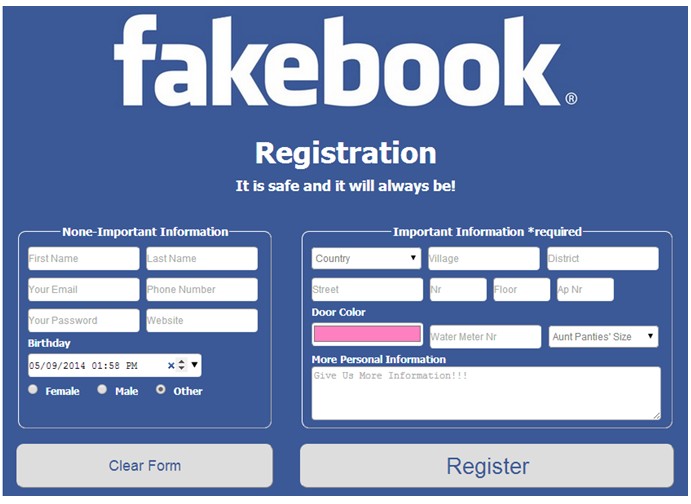 fakebook®
Registration
It is safe and it will always be!
None-Important Information
First Name Last Name
Your Email Phone Number
Your Password Website
Birthday
05/09/2014 01:58 PM
Female Male Other
Important Information *required
Country Village District
Street Nr Floor Ap Nr
Door Color
Water Meter Nr Aunt Panties' Size
More Personal Information
Give Us More Information!!!
Clear Form Register